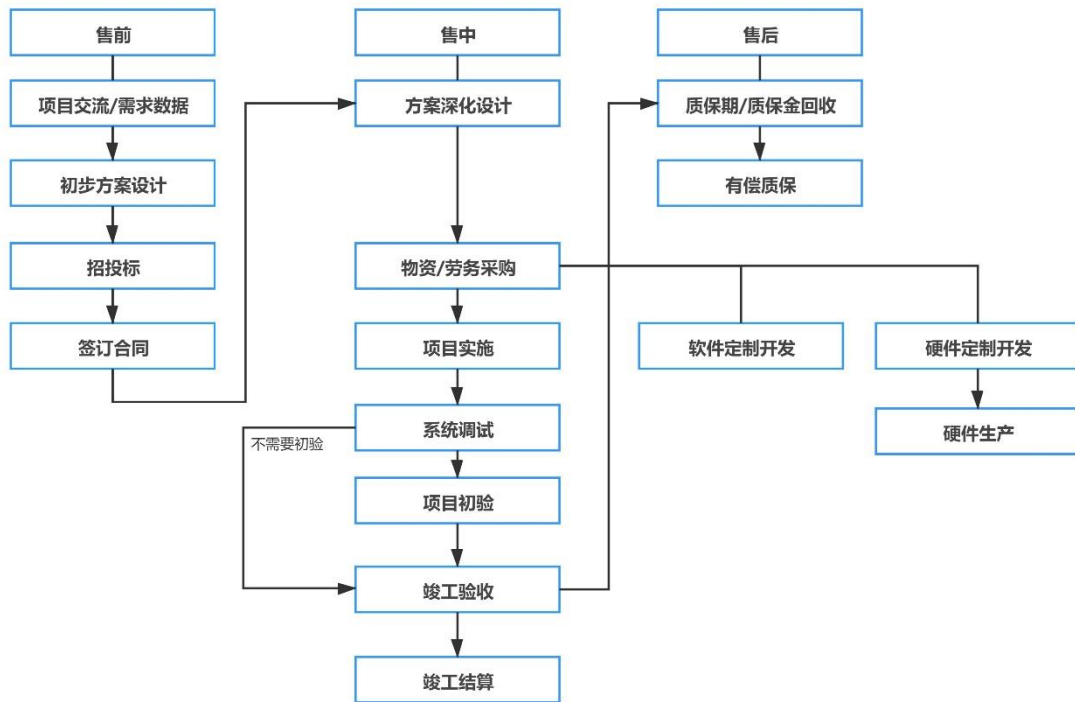 售前
售中
售后
项目交流/需求数据
方案深化设计
质保期/质保金回收
初步方案设计
有偿质保
招投标
物资/劳务采购
签订合同
项目实施
软件定制开发
硬件定制开发
系统调试
硬件生产
不需要初验
项目初验
竣工验收
竣工结算